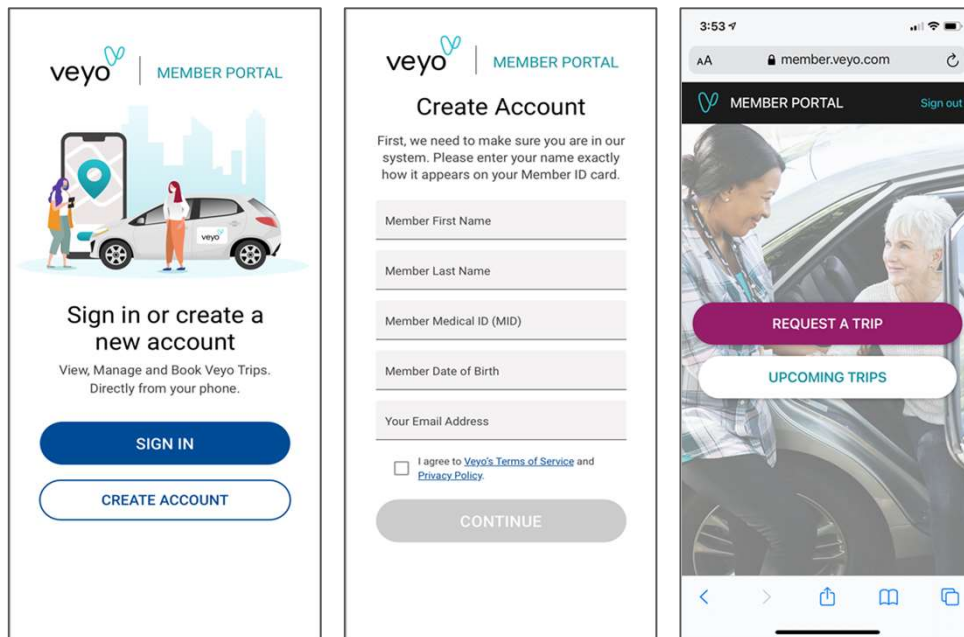 veyo
MEMBER PORTAL
veyo
Sign in or create a
new account
View, Manage and Book Veyo Trips.
Directly from your phone.
SIGN IN
CREATE ACCOUNT
veyo
MEMBER PORTAL
Create Account
First, we need to make sure you are in our
system. Please enter your name exactly
how it appears on your Member ID card.
Member First Name
Member Last Name
Member Medical ID (MID)
Member Date of Birth
Your Email Address
I agree to Veyo's Terms of Service and
Privacy Policy.
CONTINUE
3:53
AA member.veyo.com
MEMBER PORTAL Sign out
REQUEST A TRIP
UPCOMING TRIPS